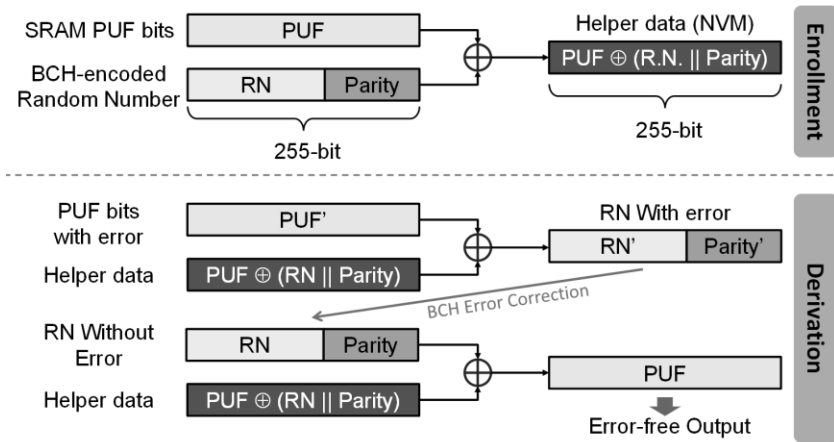 SRAM PUF bits
PUF
Helper data (NVM)
PUF ⊕ (R.N. || Parity)
BCH-encoded
Random Number
RN
Parity
255-bit
255-bit
Enrollment
PUF bits
with error
PUF'
RN With error
RN'
Parity'
Helper data
PUF ⊕ (RN || Parity)
BCH Error Correction
RN Without
Error
RN
Parity
Helper data
PUF ⊕ (RN || Parity)
PUF
Error-free Output
Derivation